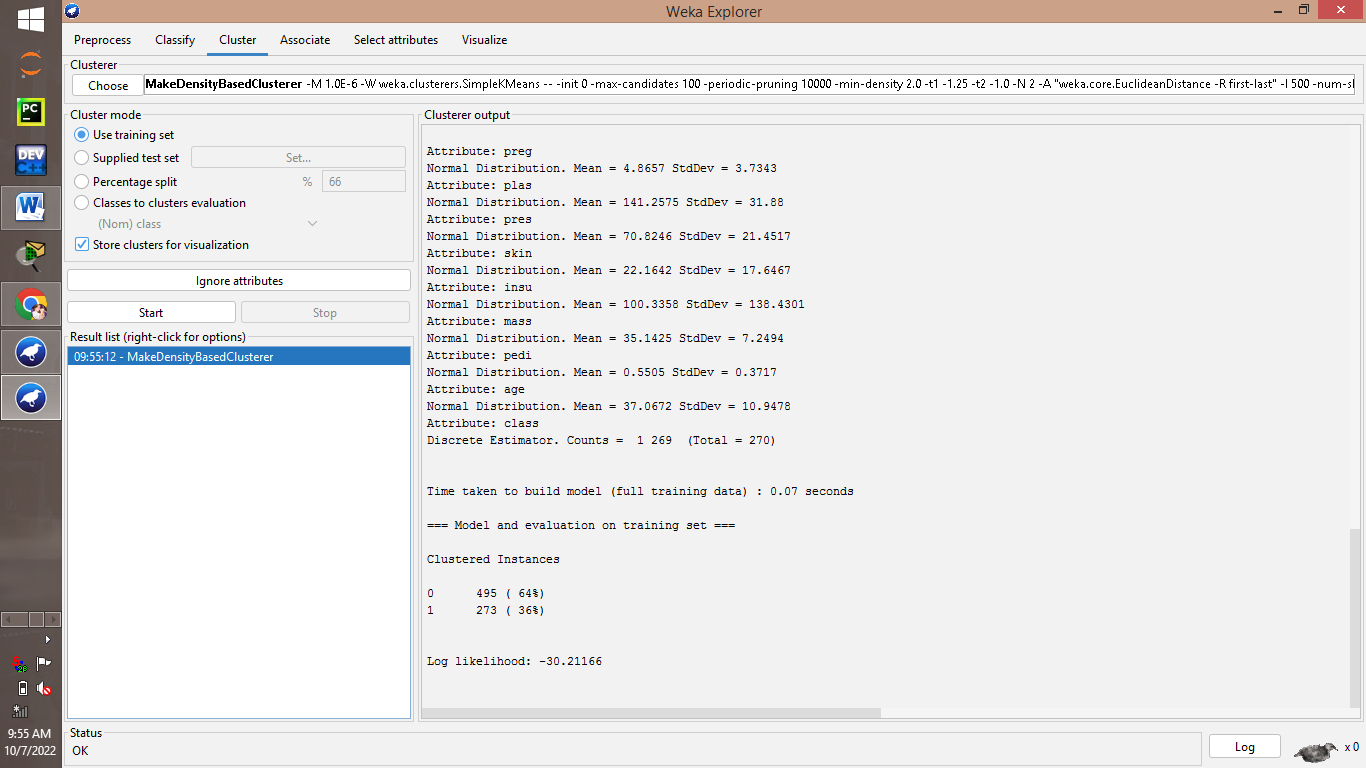 Weka Explorer
Preprocess Classify Cluster Associate Select attributes Visualize
Clusterer
Choose MakeDensityBasedClusterer -M 1.0E-6 -W weka.clusterers.SimpleKMeans -- -init 0 -max-candidates 100 -periodic-pruning 10000 -min-density 2.0 -t1 -1.25 -t2 -1.0 -N 2 -A "weka.core.EuclideanDistance -R first-last" -I 500 -num-sl
Cluster mode
Use training set
Supplied test set Set...
Percentage split % 66
Classes to clusters evaluation
(Nom) class
Store clusters for visualization
Ignore attributes
Start Stop
Result list (right-click for options)
09:55:12 - MakeDensityBasedClusterer
Clusterer output
Attribute: preg
Normal Distribution. Mean = 4.8657 StdDev = 3.7343
Attribute: plas
Normal Distribution. Mean = 141.2575 StdDev = 31.88
Attribute: pres
Normal Distribution. Mean = 70.8246 StdDev = 21.4517
Attribute: skin
Normal Distribution. Mean = 22.1642 StdDev = 17.6467
Attribute: insu
Normal Distribution. Mean = 100.3358 StdDev = 138.4301
Attribute: mass
Normal Distribution. Mean = 35.1425 StdDev = 7.2494
Attribute: pedi
Normal Distribution. Mean = 0.5505 StdDev = 0.3717
Attribute: age
Normal Distribution. Mean = 37.0672 StdDev = 10.9478
Attribute: class
Discrete Estimator. Counts =  1 269  (Total = 270)
Time taken to build model (full training data) : 0.07 seconds
=== Model and evaluation on training set ===
Clustered Instances
0      495 ( 64%)
1      273 ( 36%)
Log likelihood: -30.21166
Status
OK
Log x 0
PC
DEV
C++
W
9:55 AM
10/7/2022